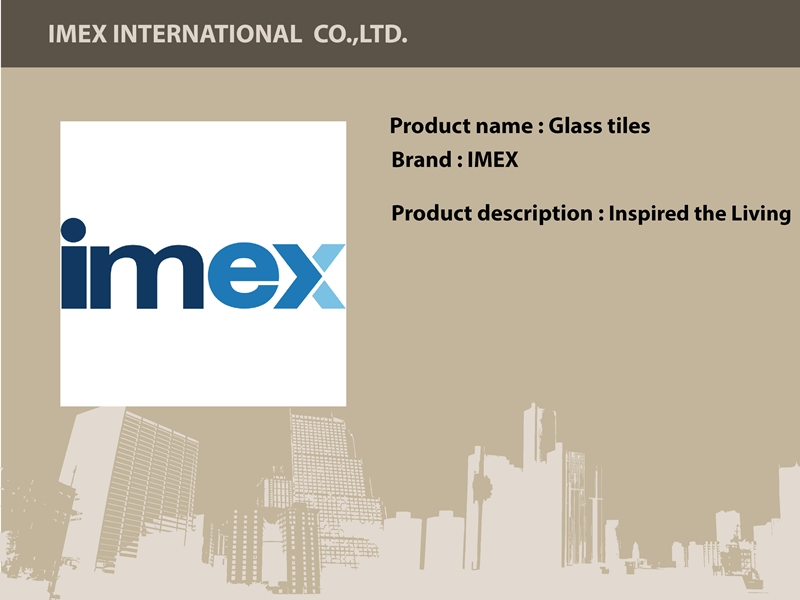 IMEX INTERNATIONAL CO.,LTD.
Product name : Glass tiles
Brand : IMEX
Product description : Inspired the Living
imex